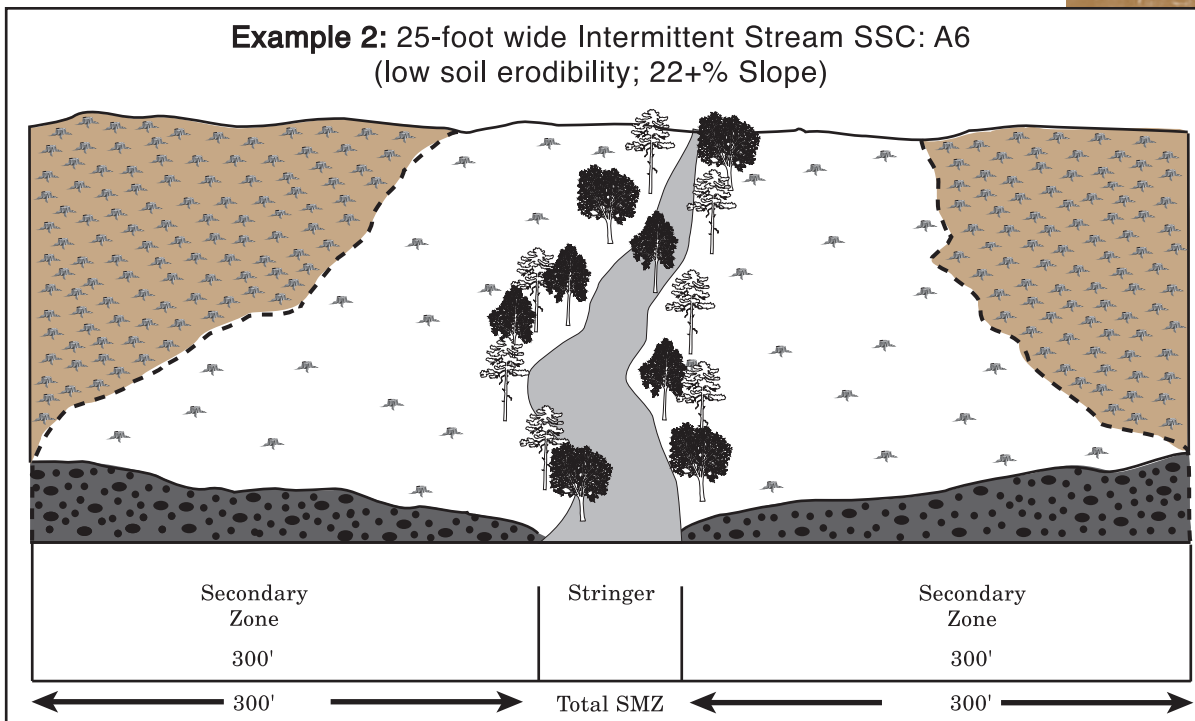 Example 2: 25-foot wide Intermittent Stream SSC: A6
(low soil erodibility; 22+% Slope)
Secondary
Zone
300'
Stringer
Secondary
Zone
300'
300'
Total SMZ
300'